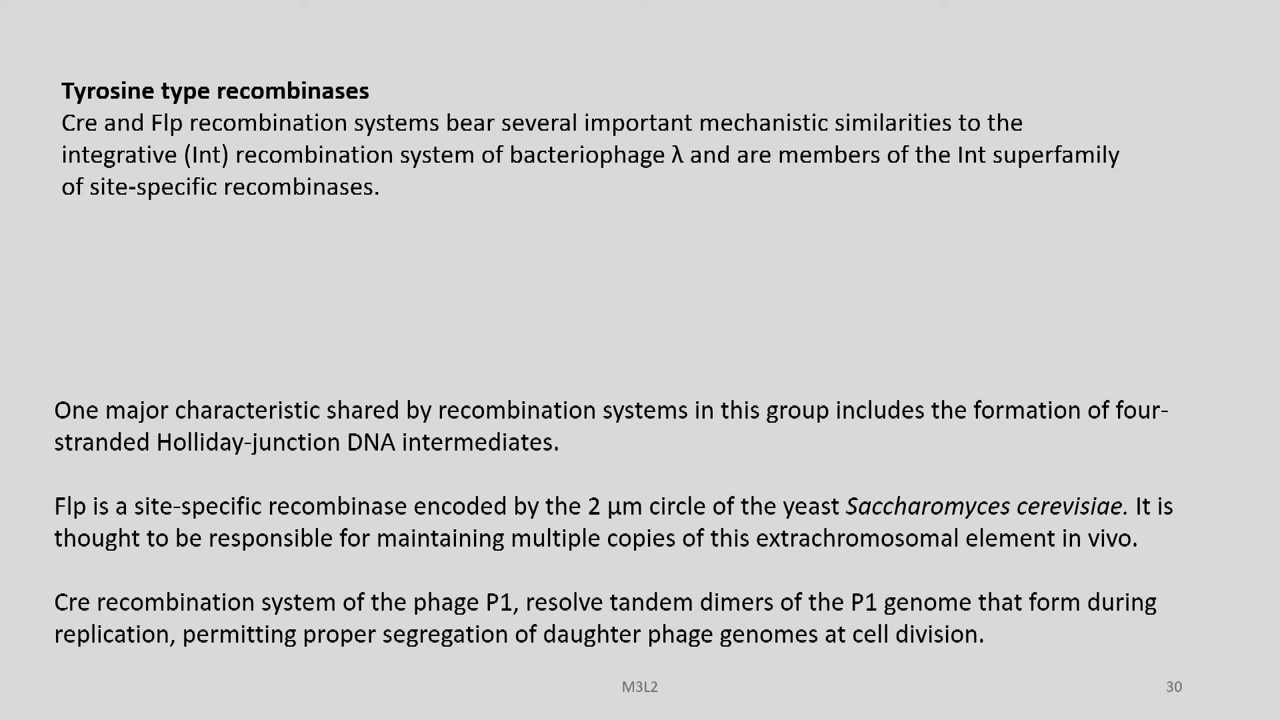 Tyrosine type recombinases
Cre and Flp recombination systems bear several important mechanistic similarities to the
integrative (Int) recombination system of bacteriophage λ and are members of the Int superfamily
of site-specific recombinases.
One major characteristic shared by recombination systems in this group includes the formation of four-
stranded Holliday-junction DNA intermediates.
Flp is a site-specific recombinase encoded by the 2 μm circle of the yeast Saccharomyces cerevisiae. It is
thought to be responsible for maintaining multiple copies of this extrachromosomal element in vivo.
Cre recombination system of the phage P1, resolve tandem dimers of the P1 genome that form during
replication, permitting proper segregation of daughter phage genomes at cell division.
M3L2
30